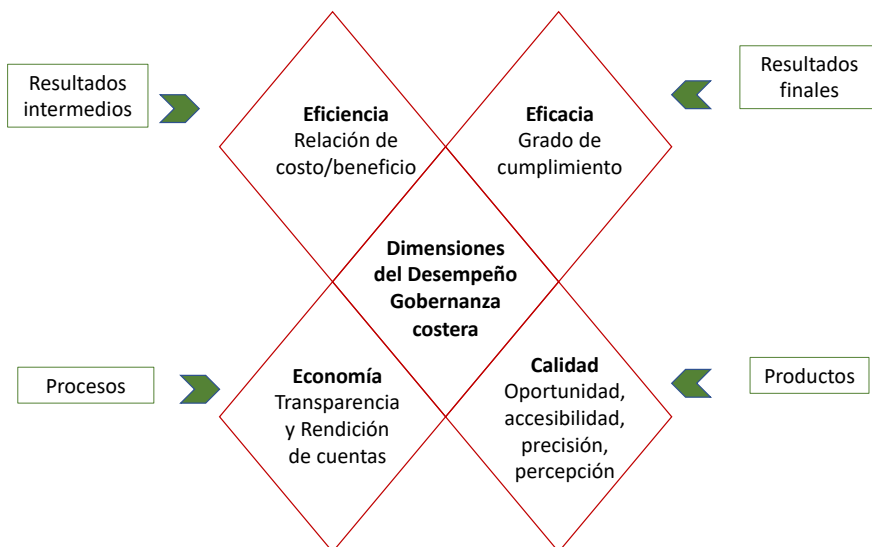 Resultados
intermedios
Eficiencia
Relación de
costo/beneficio
Eficacia
Grado de
cumplimiento
Resultados
finales
Dimensiones
del Desempeño
Gobernanza
costera
Procesos
Economía
Transparencia
y Rendición
de cuentas
Calidad
Oportunidad,
accesibilidad,
precisión,
percepción
Productos